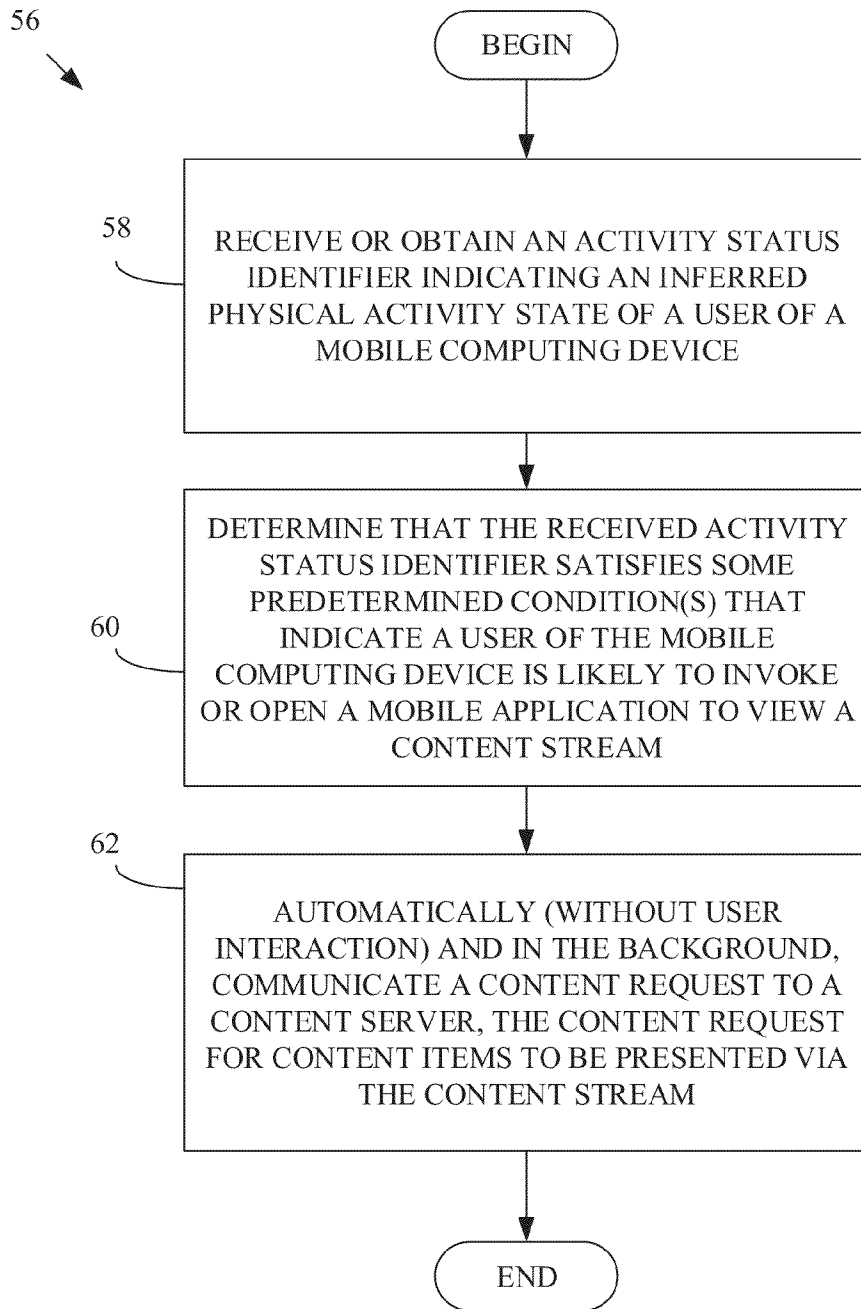 56
BEGIN
58
RECEIVE OR OBTAIN AN ACTIVITY STATUS
IDENTIFIER INDICATING AN INFERRED
PHYSICAL ACTIVITY STATE OF A USER OF A
MOBILE COMPUTING DEVICE
60
DETERMINE THAT THE RECEIVED ACTIVITY
STATUS IDENTIFIER SATISFIES SOME
PREDETERMINED CONDITION(S) THAT
INDICATE A USER OF THE MOBILE
COMPUTING DEVICE IS LIKELY TO INVOKE
OR OPEN A MOBILE APPLICATION TO VIEW A
CONTENT STREAM
62
AUTOMATICALLY (WITHOUT USER
INTERACTION) AND IN THE BACKGROUND,
COMMUNICATE A CONTENT REQUEST TO A
CONTENT SERVER, THE CONTENT REQUEST
FOR CONTENT ITEMS TO BE PRESENTED VIA
THE CONTENT STREAM
END